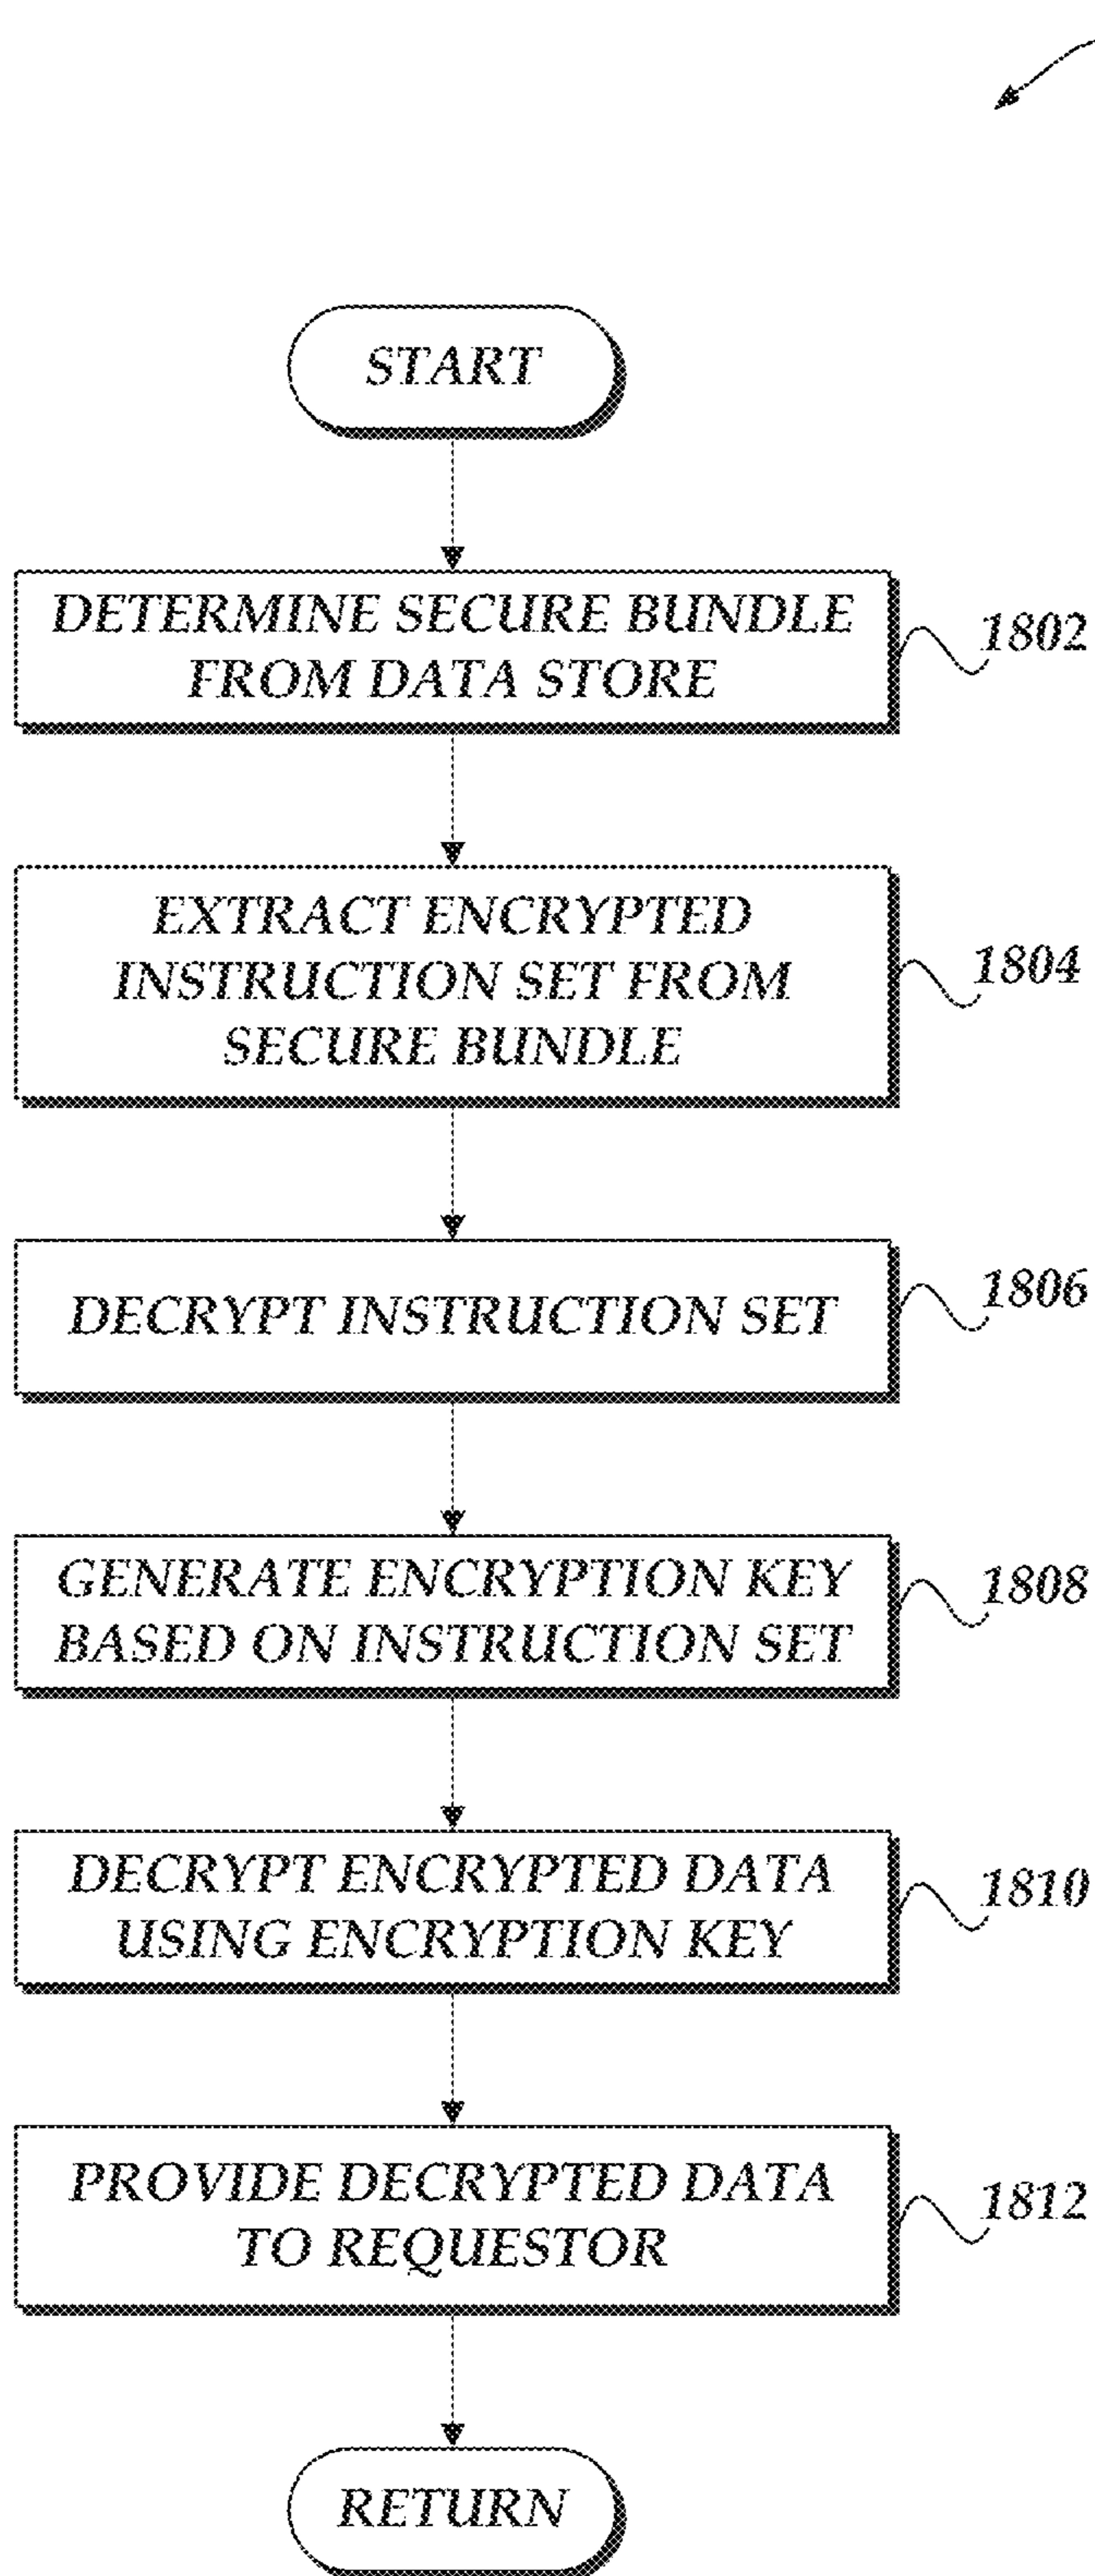 START
DETERMINE SECURE BUNDLE
FROM DATA STORE
1802
EXTRACT ENCRYPTED
INSTRUCTION SET FROM
SECURE BUNDLE
1804
DECRYPT INSTRUCTION SET
1806
GENERATE ENCRYPTION KEY
BASED ON INSTRUCTION SET
1808
DECRYPT ENCRYPTED DATA
USING ENCRYPTION KEY
1810
PROVIDE DECRYPTED DATA
TO REQUESTOR
1812
RETURN